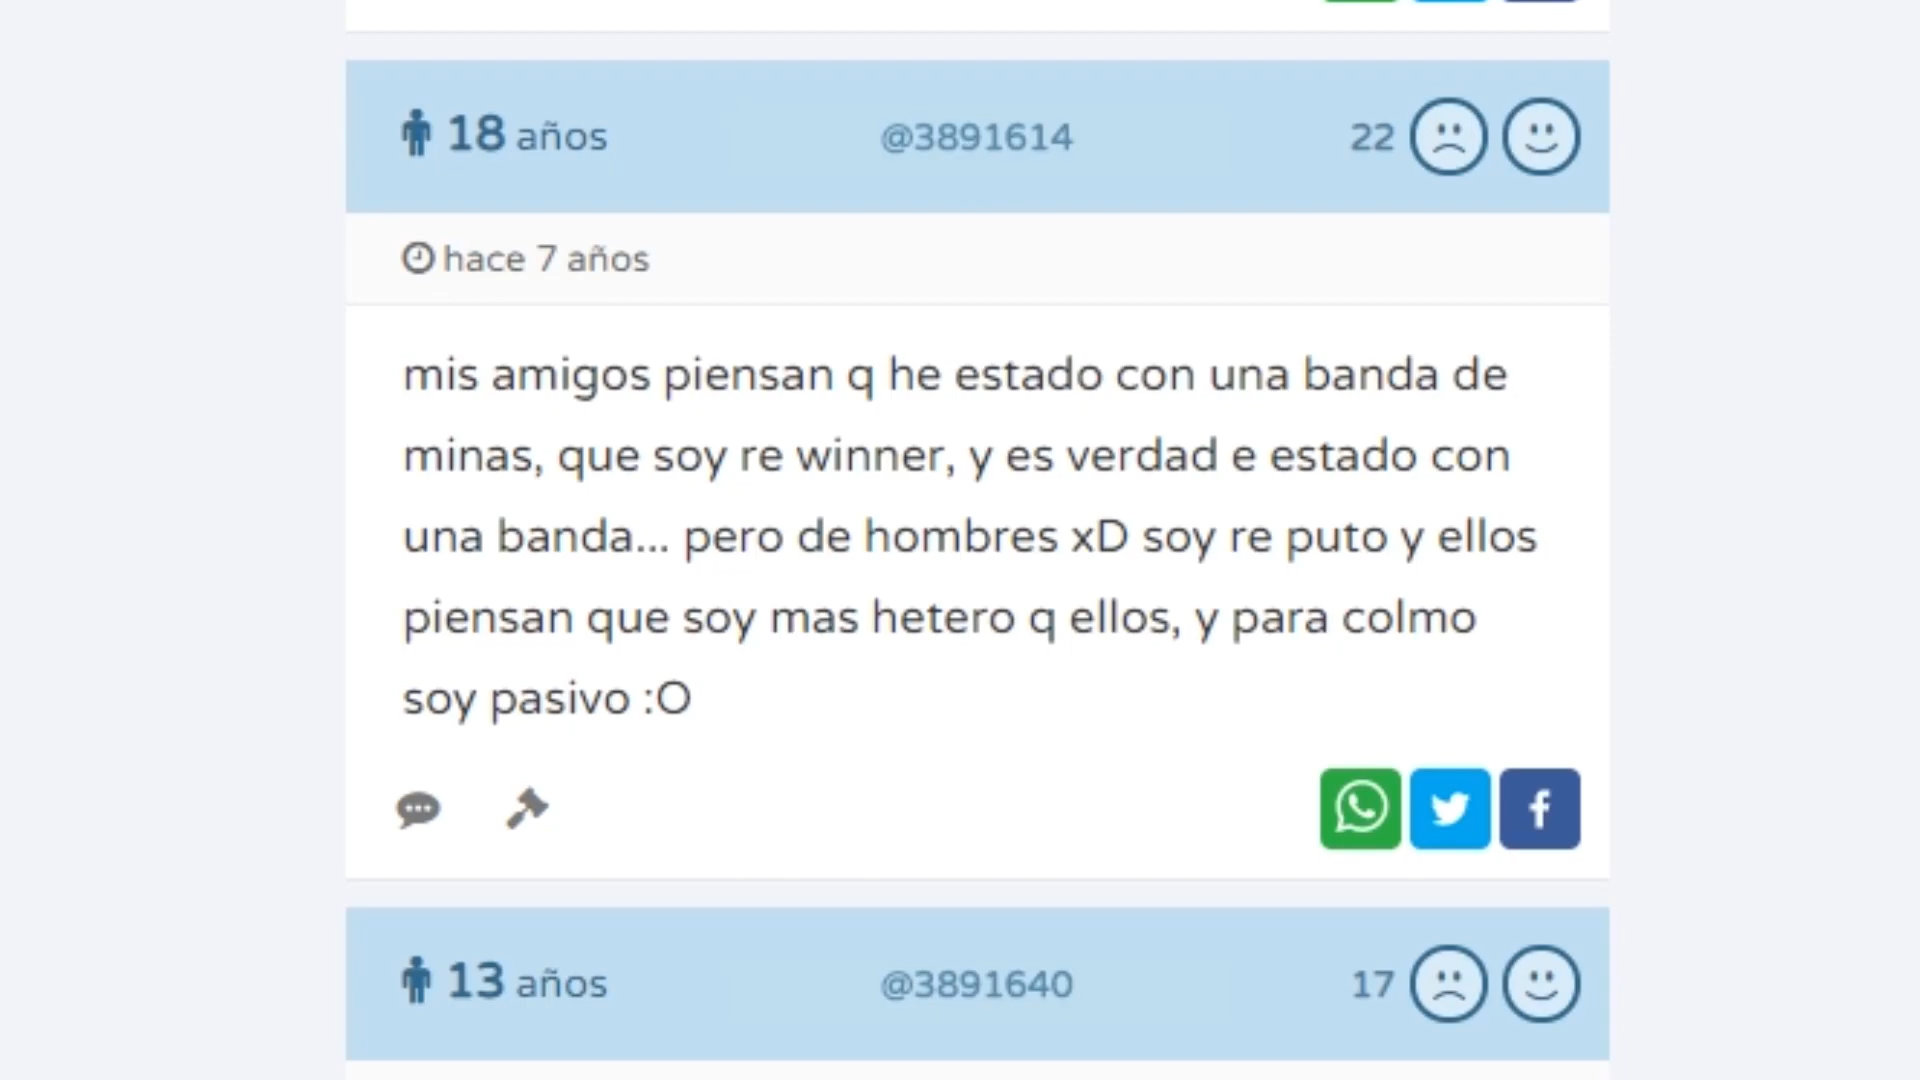 18 años @3891614 22
hace 7 años
mis amigos piensan q he estado con una banda de
minas, que soy re winner, y es verdad e estado con
una banda... pero de hombres xD soy re puto y ellos
piensan que soy mas hetero q ellos, y para colmo
soy pasivo :O
13 años @3891640 17